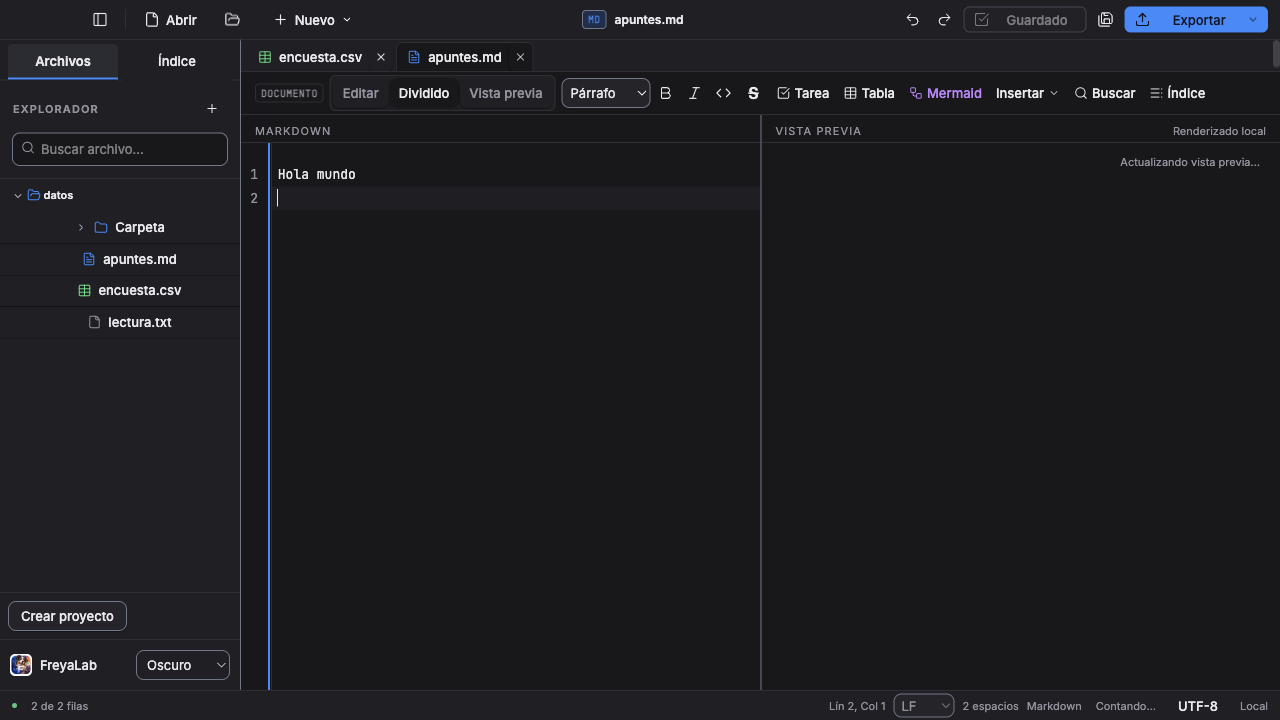 Abrir
Nuevo
MD apuntes.md
Guardado
Exportar
Archivos
Índice
encuesta.csv
apuntes.md
EXPLORADOR
Buscar archivo...
datos
Carpeta
apuntes.md
encuesta.csv
lectura.txt
Crear proyecto
FreyaLab
Oscuro
DOCUMENTO
Editar
Dividido
Vista previa
Párrafo
B
I
S
Tarea
Tabla
Mermaid
Insertar
Buscar
Índice
MARKDOWN
1 Hola mundo
2
VISTA PREVIA
Renderizado local
Actualizando vista previa...
2 de 2 filas
Lín 2, Col 1
LF
2 espacios
Markdown
Contando...
UTF-8
Local